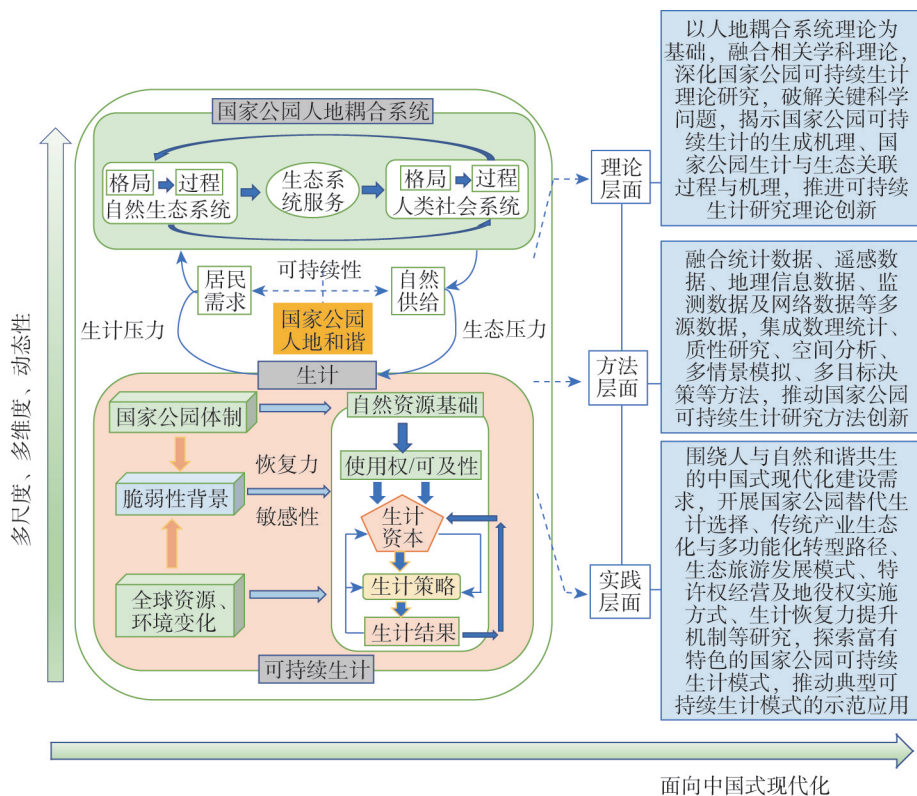 国家公园人地耦合系统
格局
过程
自然生态系统
生态系
统服务
格局
过程
人类社会系统
居民
需求
可持续性
自然
供给
国家公园
人地和谐
生计压力
生态压力
生计
国家公园体制
自然资源基础
恢复力
使用权/可及性
脆弱性背景
敏感性
生计
资本
生计策略
全球资源、
环境变化
生计结果
可持续生计
多尺度、多维度、动态性
面向中国式现代化
理论
层面
以人地耦合系统理论为
基础，融合相关学科理论，
深化国家公园可持续生计
理论研究，破解关键科学
问题，揭示国家公园可持
续生计的生成机理、国
家公园生计与生态关联
过程与机理，推进可持续
生计研究理论创新
方法
层面
融合统计数据、遥感数
据、地理信息数据、监
测数据及网络数据等多
源数据，集成数理统计、
质性研究、空间分析、
多情景模拟、多目标决
策等方法，推动国家公园
可持续生计研究方法创新
实践
层面
围绕人与自然和谐共生
的中国式现代化建设需
求，开展国家公园替代生
计选择、传统产业生态
化与多功能化转型路径、
生态旅游发展模式、特
许权经营及地役权实施
方式、生计恢复力提升
机制等研究，探索富有
特色的国家公园可持续
生计模式，推动典型可
持续生计模式的示范应用